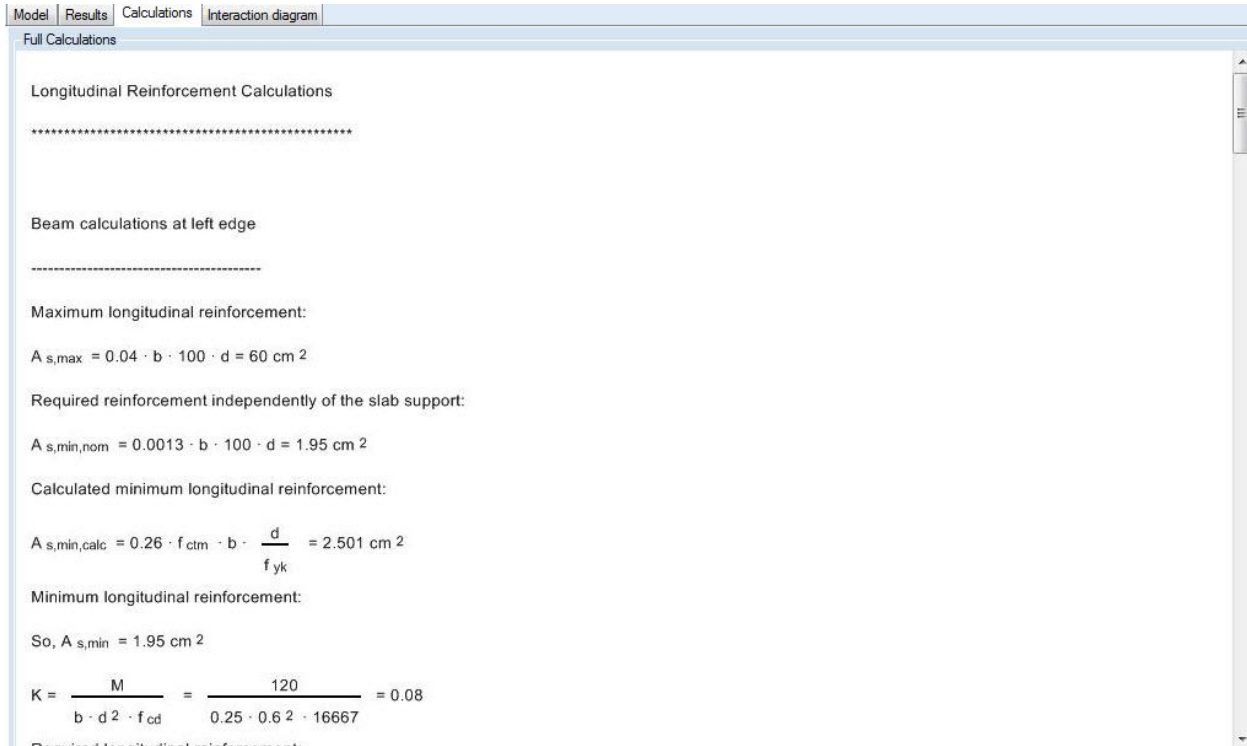 Model Results Calculations Interaction diagram
Full Calculations
Longitudinal Reinforcement Calculations
*************************************************
Beam calculations at left edge
-----------------------------------------
Maximum longitudinal reinforcement:
A s,max = 0.04 · b · 100 · d = 60 cm 2
Required reinforcement independently of the slab support:
A s,min,nom = 0.0013 · b · 100 · d = 1.95 cm 2
Calculated minimum longitudinal reinforcement:
A s,min,calc = 0.26 · f ctm · b · d / f yk = 2.501 cm 2
Minimum longitudinal reinforcement:
So, A s,min = 1.95 cm 2
K = M / b · d 2 · f cd = 120 / 0.25 · 0.6 2 · 16667 = 0.08
Required longitudinal reinforcement: